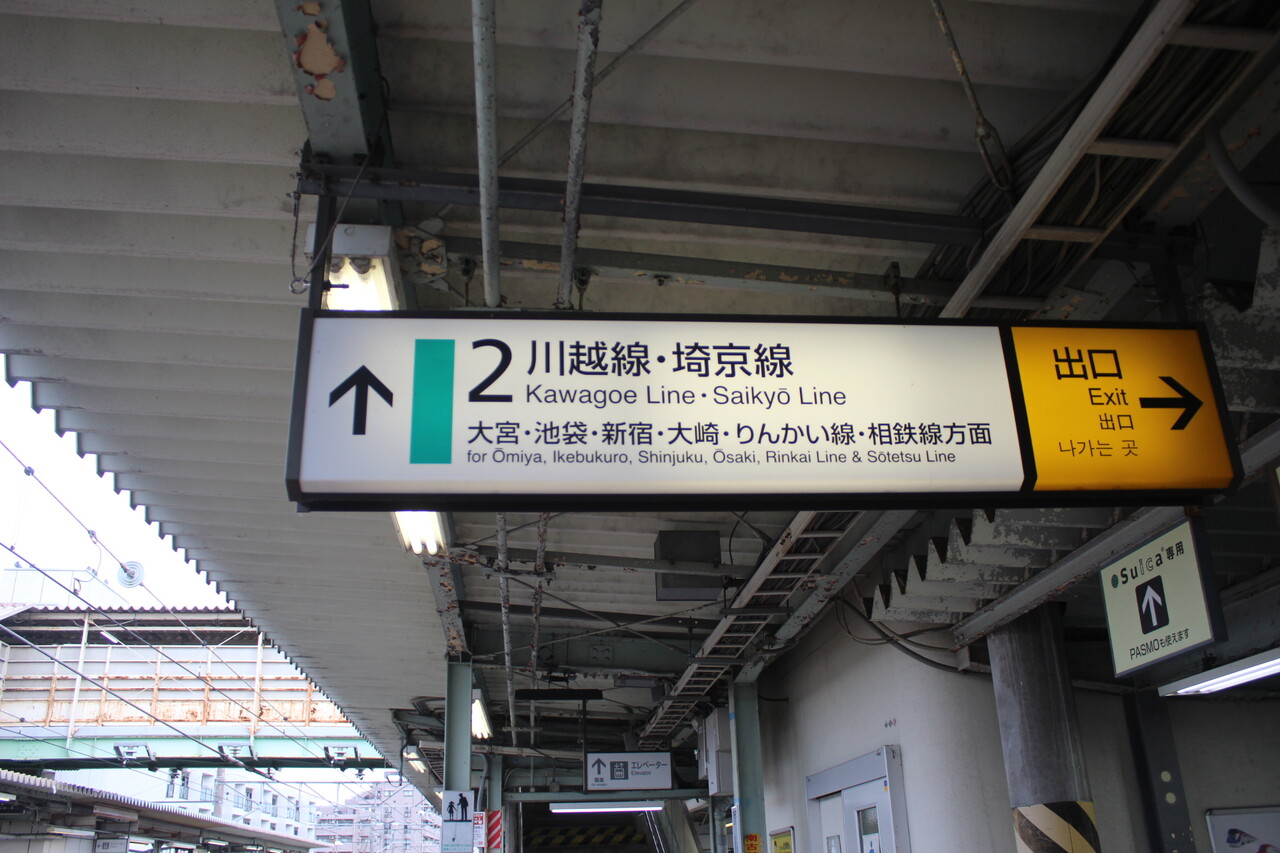 2 川越線・埼京線
Kawagoe Line・Saikyō Line
大宮・池袋・新宿・大崎・りんかい線・相鉄線方面
for Ōmiya, Ikebukuro, Shinjuku, Ōsaki, Rinkai Line & Sōtetsu Line
出口
Exit
出口
나가는 곳
Suica専用
PASMOも使えます
エレベーター
Elevator